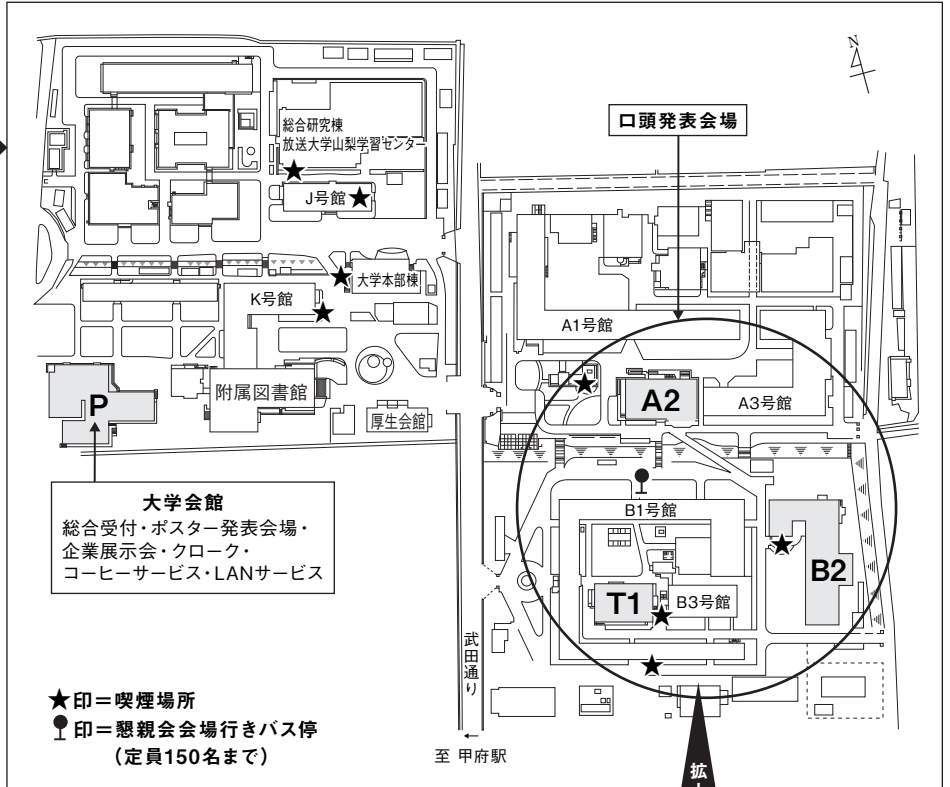 N
口頭発表会場
総合研究棟
放送大学山梨学習センター
J号館
大学本部棟
K号館
A1号館
附属図書館
P
A2
A3号館
厚生会館
大学会館
総合受付・ポスター発表会場・
企業展示会・クローク・
コーヒーサービス・LANサービス
B1号館
B2
T1
B3号館
武田通り
★印=喫煙場所
印=懇親会会場行きバス停
(定員150名まで)
至 甲府駅
拡